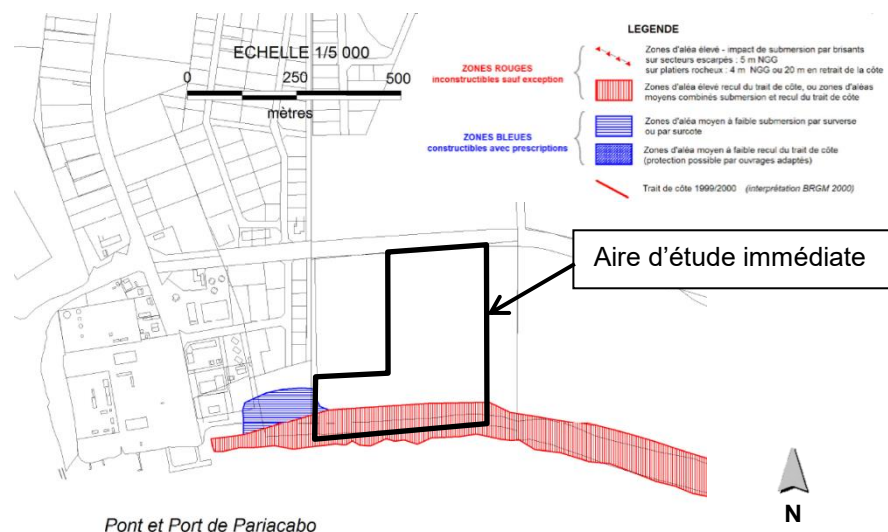 LEGENDE
ECHELLE 1/5 000
0 250 500
mètres
ZONES ROUGES
inconstructibles sauf exception
Zones d'aléa élevé - impact de submersion par brisants
sur secteurs escarpés : 5 m NGG
sur platiers rocheux : 4 m NGG ou 20 m en retrait de la côte
Zones d'aléa élevé recul du trait de côte, ou zones d'aléas
moyens combinés submersion et recul du trait de côte
ZONES BLEUES
constructibles avec prescriptions
Zones d'aléa moyen à faible submersion par surverse
ou par surcote
Zones d'aléa moyen à faible recul du trait de côte
(protection possible par ouvrages adaptés)
Trait de côte 1999/2000 (interprétation BRGM 2000)
Aire d'étude immédiate
N
Pont et Port de Pariacabo